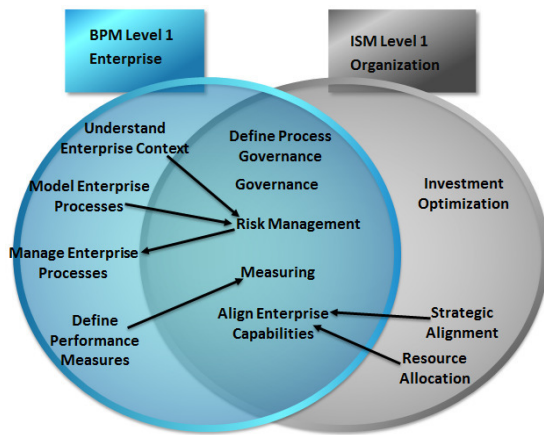 BPM Level 1
Enterprise
ISM Level 1
Organization
Understand
Enterprise Context
Define Process
Governance
Governance
Model Enterprise
Processes
Investment
Optimization
Risk Management
Manage Enterprise
Processes
Measuring
Define
Performance
Measures
Align Enterprise
Capabilities
Strategic
Alignment
Resource
Allocation